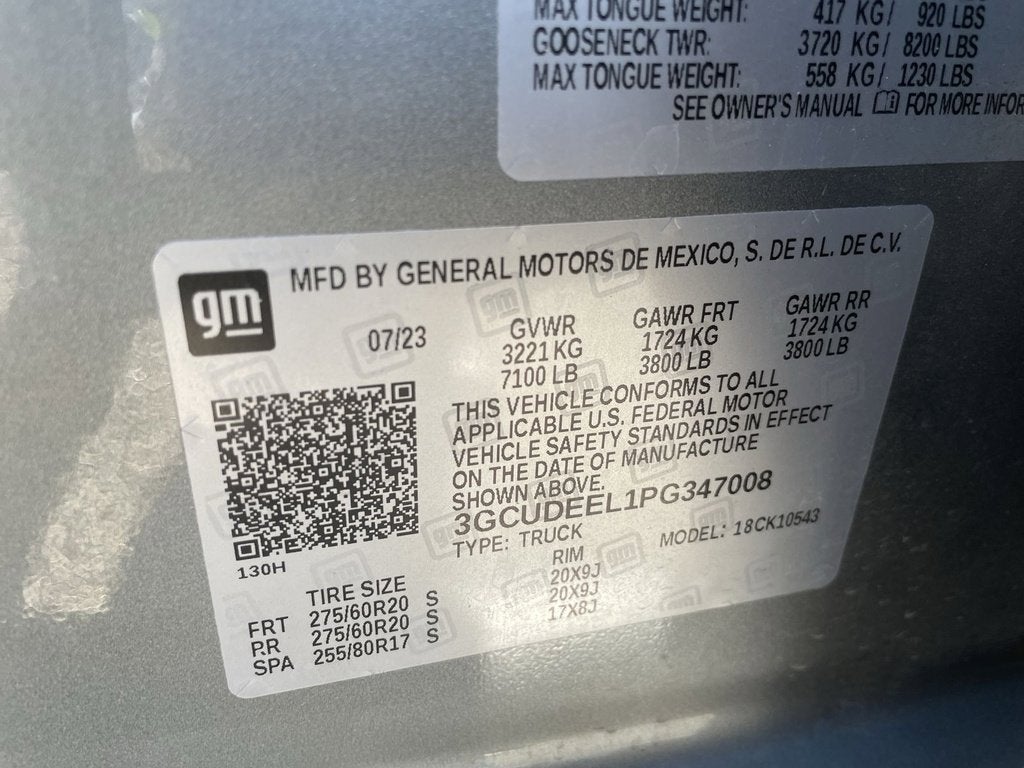 MAX TONGUE WEIGHT: 417 KG/ 920 LBS
GOOSENECK TWR: 3720 KG/ 8200 LBS
MAX TONGUE WEIGHT: 558 KG/ 1230 LBS
SEE OWNER'S MANUAL FOR MORE INFOR
gm
MFD BY GENERAL MOTORS DE MEXICO, S. DE R.L. DE C.V.
07/23
GVWR GAWR FRT GAWR RR
3221 KG 1724 KG 1724 KG
7100 LB 3800 LB 3800 LB
THIS VEHICLE CONFORMS TO ALL
APPLICABLE U.S. FEDERAL MOTOR
VEHICLE SAFETY STANDARDS IN EFFECT
ON THE DATE OF MANUFACTURE
SHOWN ABOVE.
3GCUDEEL1PG347008
TYPE: TRUCK MODEL: 18CK10543
130H
TIRE SIZE RIM
FRT 275/60R20 S 20X9J
RR 275/60R20 S 20X9J
SPA 255/80R17 S 17X8J